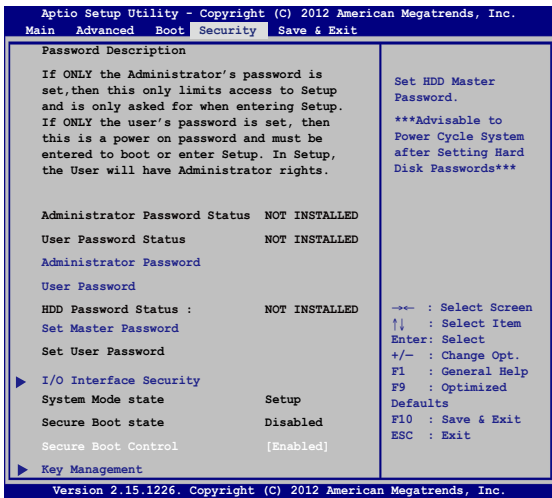 Aptio Setup Utility - Copyright (C) 2012 American Megatrends, Inc.
Main Advanced Boot Security Save & Exit
Password Description
If ONLY the Administrator's password is
set,then this only limits access to Setup
and is only asked for when entering Setup.
If ONLY the user's password is set, then
this is a power on password and must be
entered to boot or enter Setup. In Setup,
the User will have Administrator rights.
Administrator Password Status NOT INSTALLED
User Password Status NOT INSTALLED
Administrator Password
User Password
HDD Password Status : NOT INSTALLED
Set Master Password
Set User Password
I/O Interface Security
System Mode state Setup
Secure Boot state Disabled
Secure Boot Control [Enabled]
Key Management
Set HDD Master
Password.
***Advisable to
Power Cycle System
after Setting Hard
Disk Passwords***
→← : Select Screen
↑↓ : Select Item
Enter: Select
+/— : Change Opt.
F1 : General Help
F9 : Optimized
Defaults
F10 : Save & Exit
ESC : Exit
Version 2.15.1226. Copyright (C) 2012 American Megatrends, Inc.